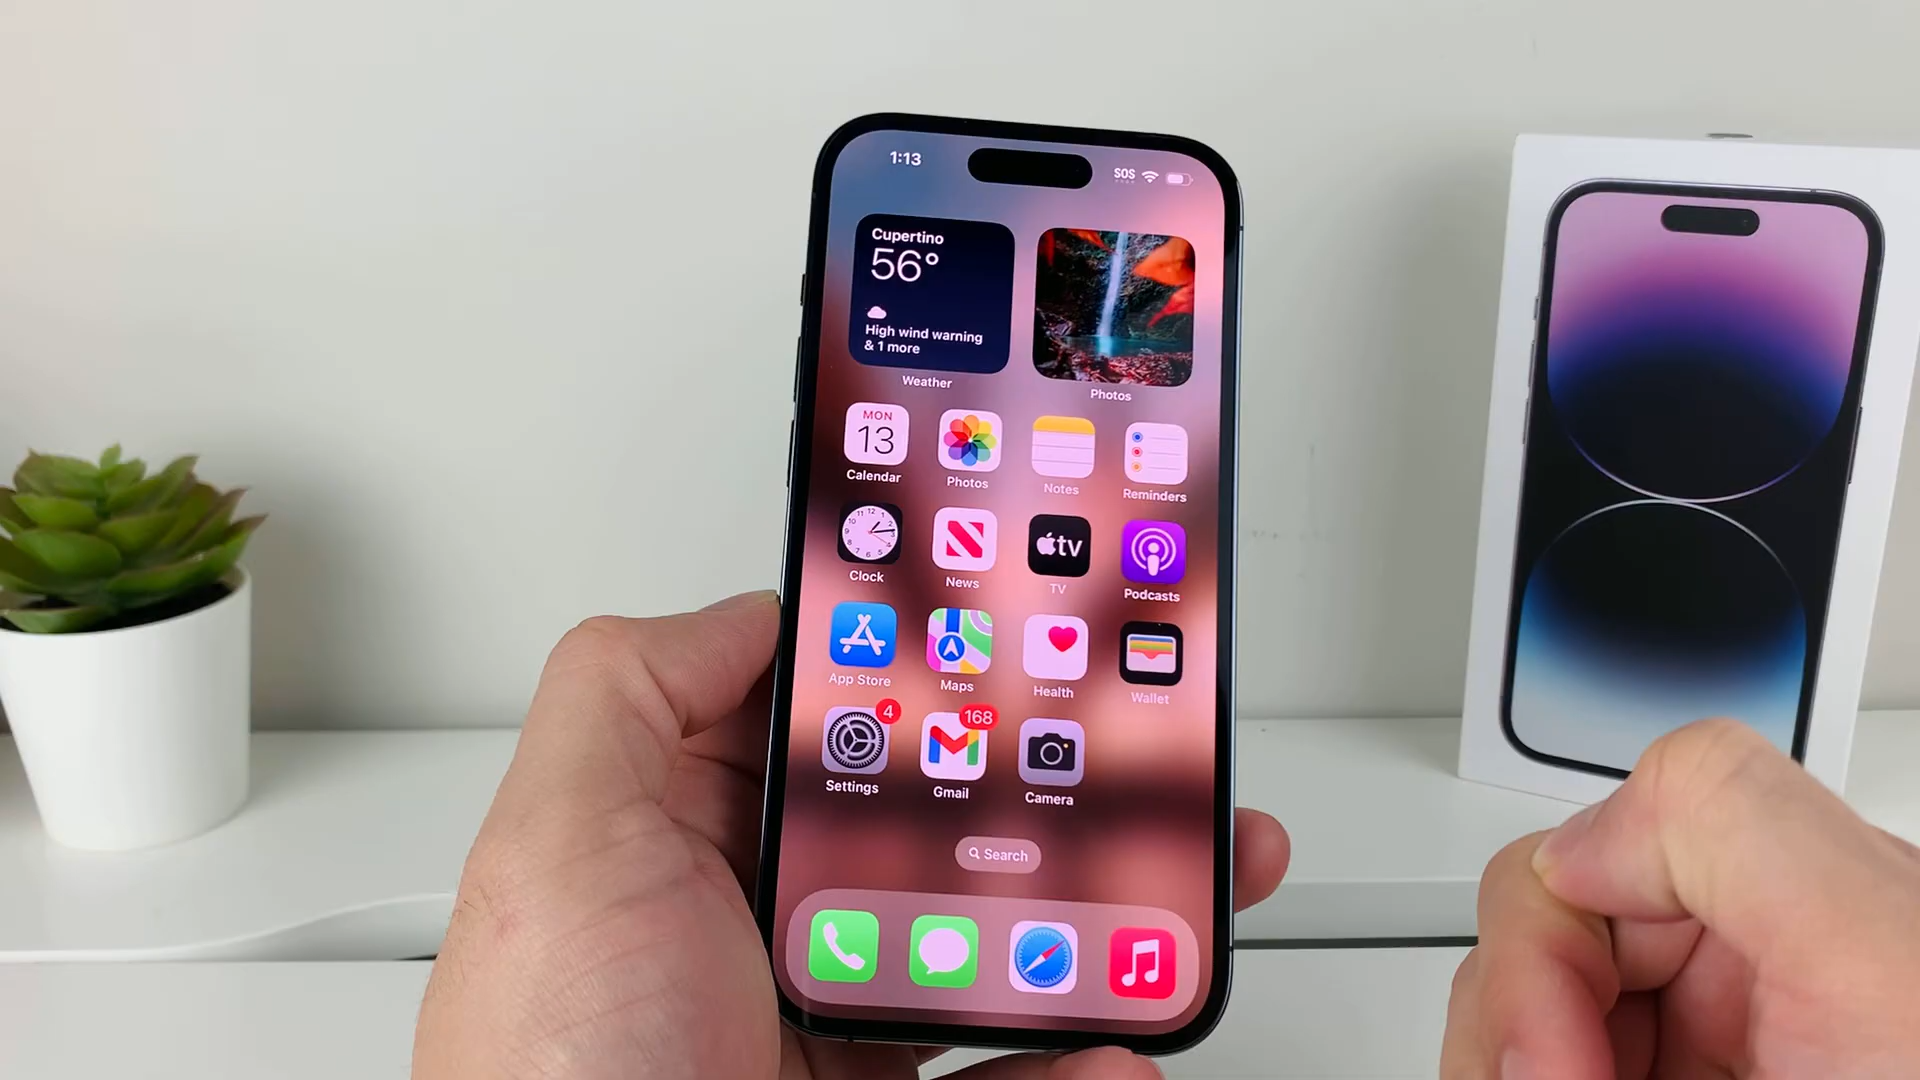 1:13
SOS
Cupertino
56°
High wind warning
& 1 more
Weather
Photos
MON
13
Calendar
Photos
Notes
Reminders
Clock
News
tv
TV
Podcasts
App Store
Maps
Health
Wallet
4
168
Settings
Gmail
Camera
Search